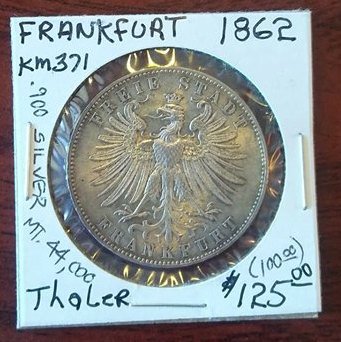 FRANKFURT 1862
KM371
.900 SILVER
MT. 44,000
FREIE STADT
FRANKFURT
Thaler
(100.00)
$125.00